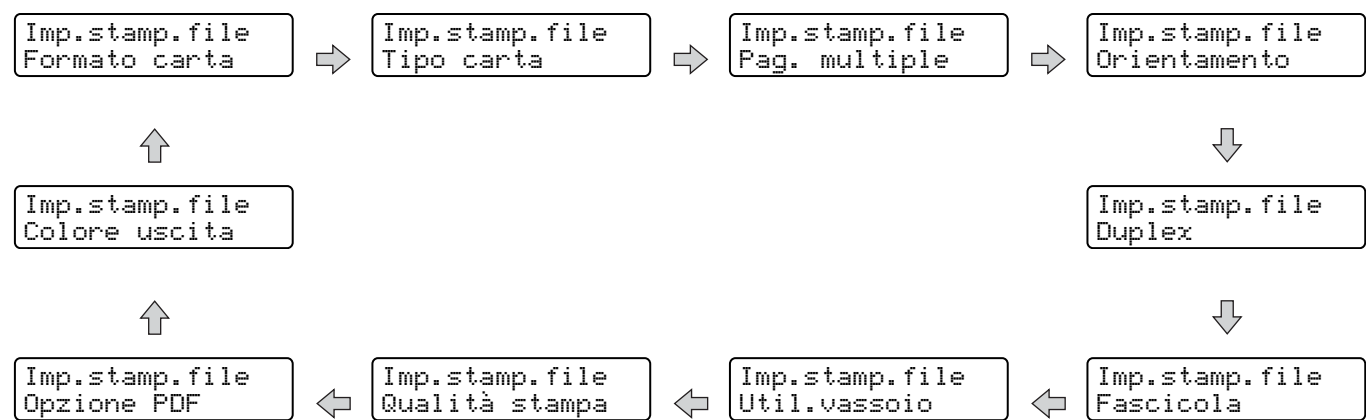 Imp.stamp.file
Formato carta
Imp.stamp.file
Tipo carta
Imp.stamp.file
Pag. multiple
Imp.stamp.file
Orientamento
Imp.stamp.file
Colore uscita
Imp.stamp.file
Duplex
Imp.stamp.file
Opzione PDF
Imp.stamp.file
Qualità stampa
Imp.stamp.file
Util.vassoio
Imp.stamp.file
Fascicola